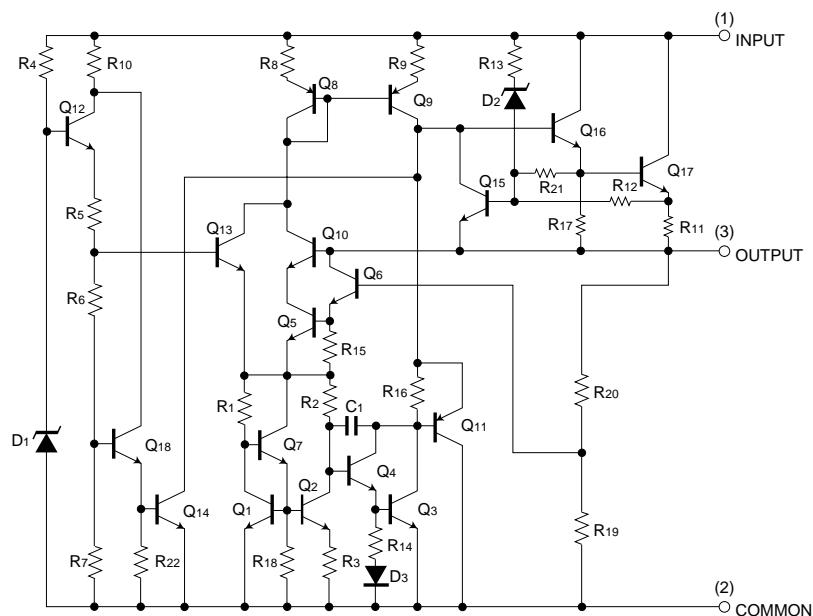 (1)
INPUT
R4
R10
R8
R9
R13
Q8
Q9
D2
Q12
Q16
Q17
Q15
R21
R12
R5
R17
R11
Q13
Q10
(3)
OUTPUT
Q6
R6
Q5
R15
R20
R1
R2
C1
R16
D1
Q18
Q7
Q11
Q4
Q2
Q14
Q1
Q3
R19
R14
R7
R22
R18
R3
D3
(2)
COMMON